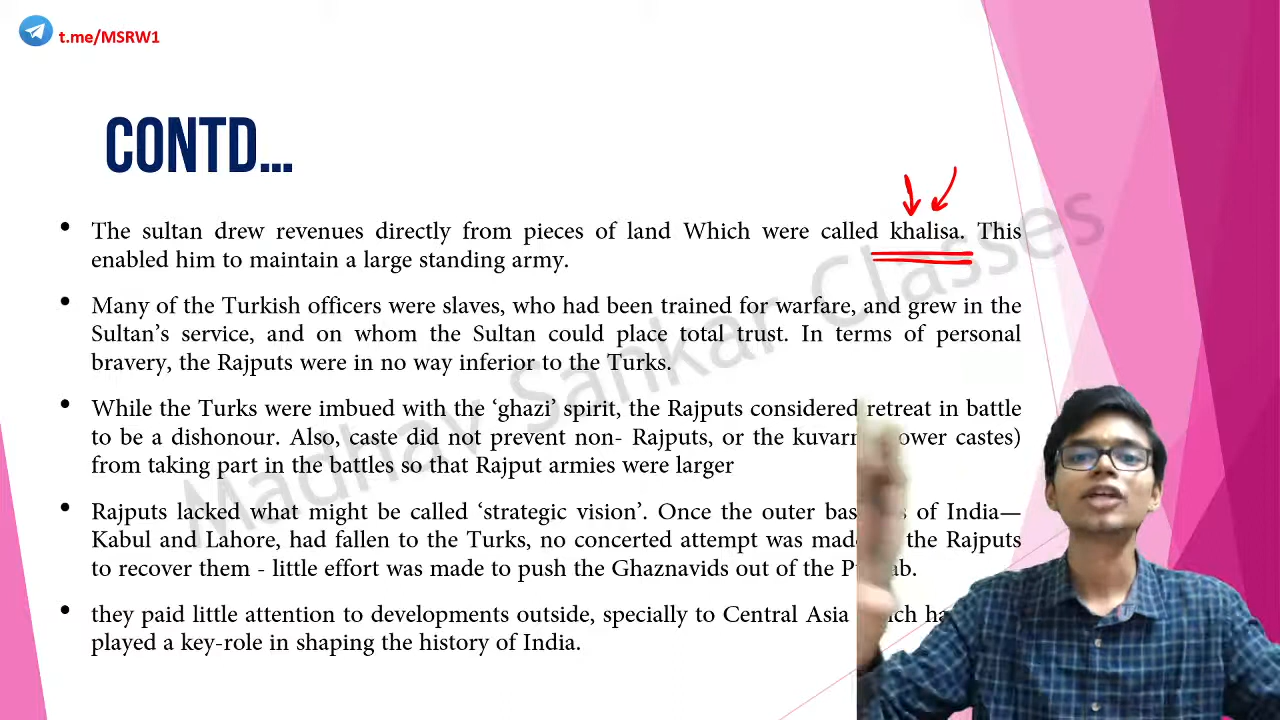 t.me/MSRW1
CONTD...
• The sultan drew revenues directly from pieces of land Which were called khalisa. This
enabled him to maintain a large standing army.
• Many of the Turkish officers were slaves, who had been trained for warfare, and grew in the
Sultan's service, and on whom the Sultan could place total trust. In terms of personal
bravery, the Rajputs were in no way inferior to the Turks.
• While the Turks were imbued with the ‘ghazi’ spirit, the Rajputs considered retreat in battle
to be a dishonour. Also, caste did not prevent non- Rajputs, or the castes)
from taking part in the battles so that Rajput armies were larger
• Rajputs lacked what might be called ‘strategic vision’. Once the outer of India—
Kabul and Lahore, had fallen to the Turks, no concerted attempt was made the Rajputs
to recover them - little effort was made to push the Ghaznavids out of the
• they paid little attention to developments outside, specially to Central Asia
played a key-role in shaping the history of India.
Madhav Sankar Classes